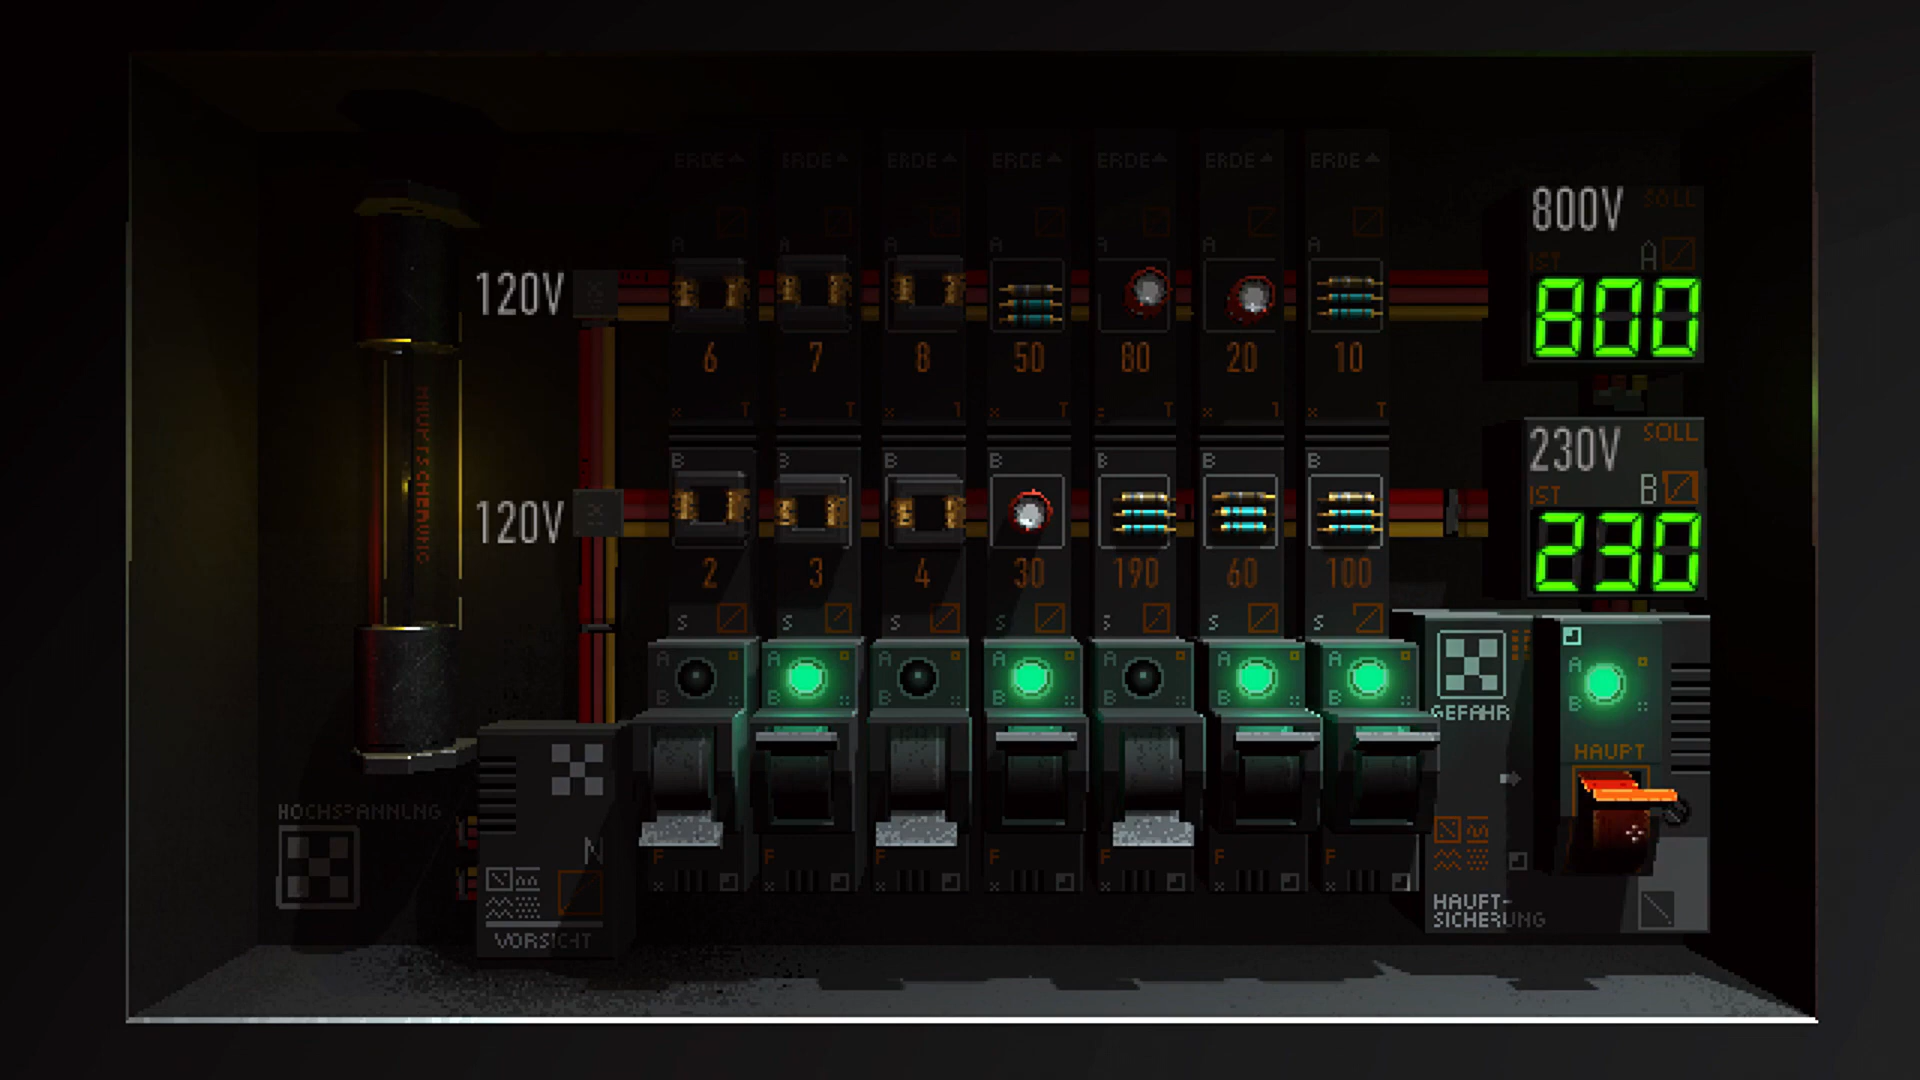 ERDE ERDE ERDE ERDE ERDE ERDE ERDE
800V SOLL
A A A A A A A
IST A
120V
800
6 7 8 50 80 20 10
230V SOLL
B B B B B B B
IST B
120V
230
2 3 4 30 190 60 100
S S S S S S S
HAUPTSICHERUNG
A A A A A A A
B B B B B B B
GEFAHR
A
B
HAUPT
HOCHSPANNUNG
N
F F F F F F F
VORSICHT
HAUPT-
SICHERUNG